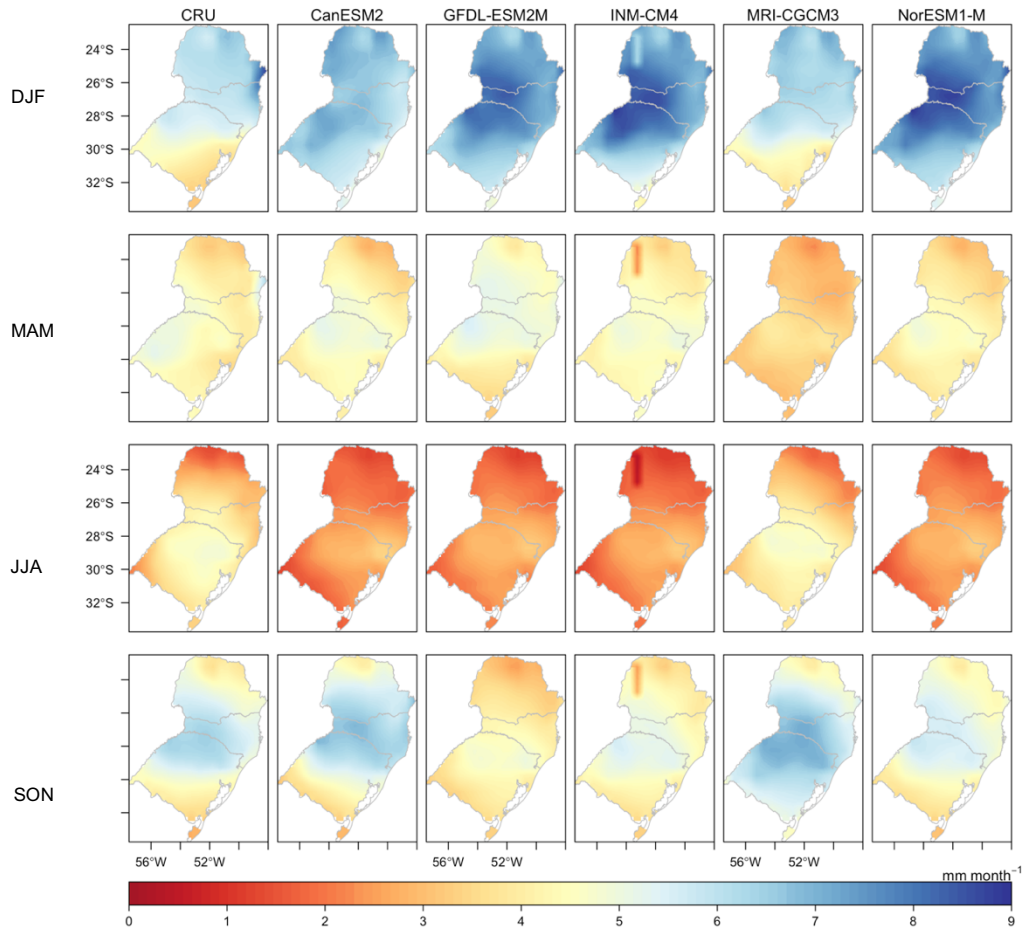 CRU CanESM2 GFDL-ESM2M INM-CM4 MRI-CGCM3 NorESM1-M
24°S
26°S
DJF
28°S
30°S
32°S
MAM
24°S
26°S
28°S
JJA
30°S
32°S
SON
56°W 52°W 56°W 52°W
mm month⁻¹
0 1 2 3 4 5 6 7 8 9